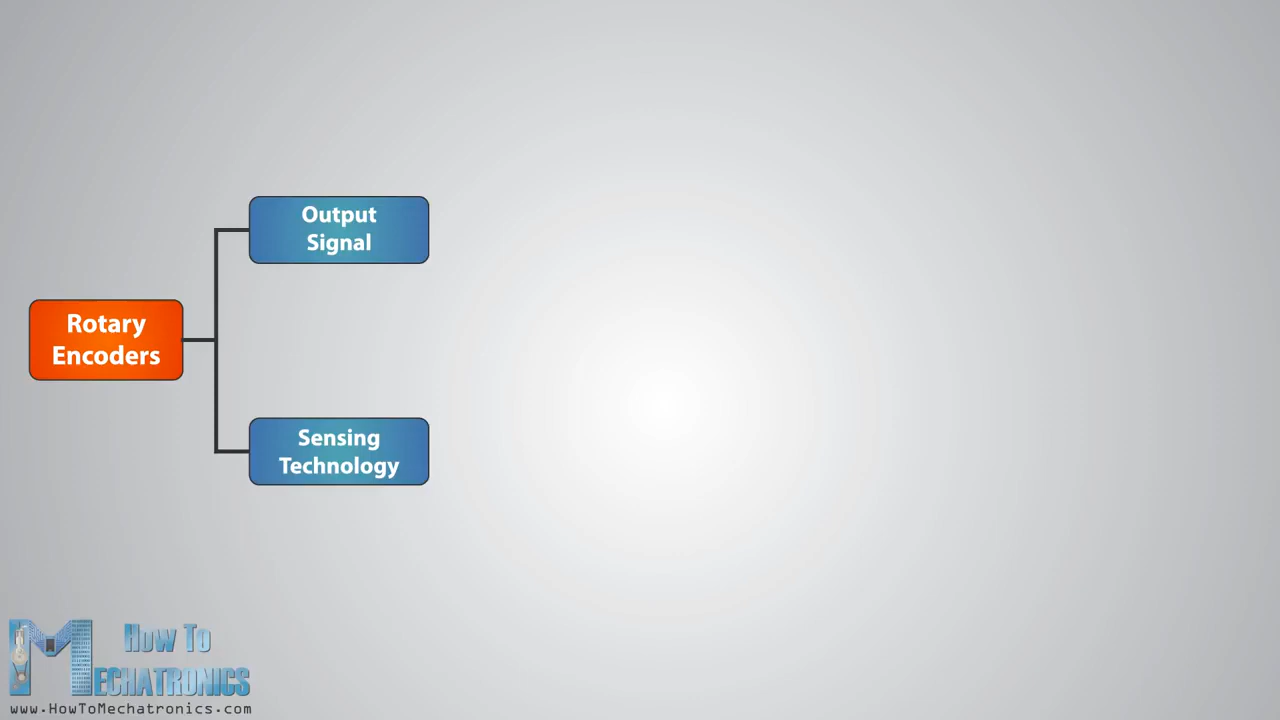 Output
Signal
Rotary
Encoders
Sensing
Technology
How To
MECHATRONICS
www.HowToMechatronics.com